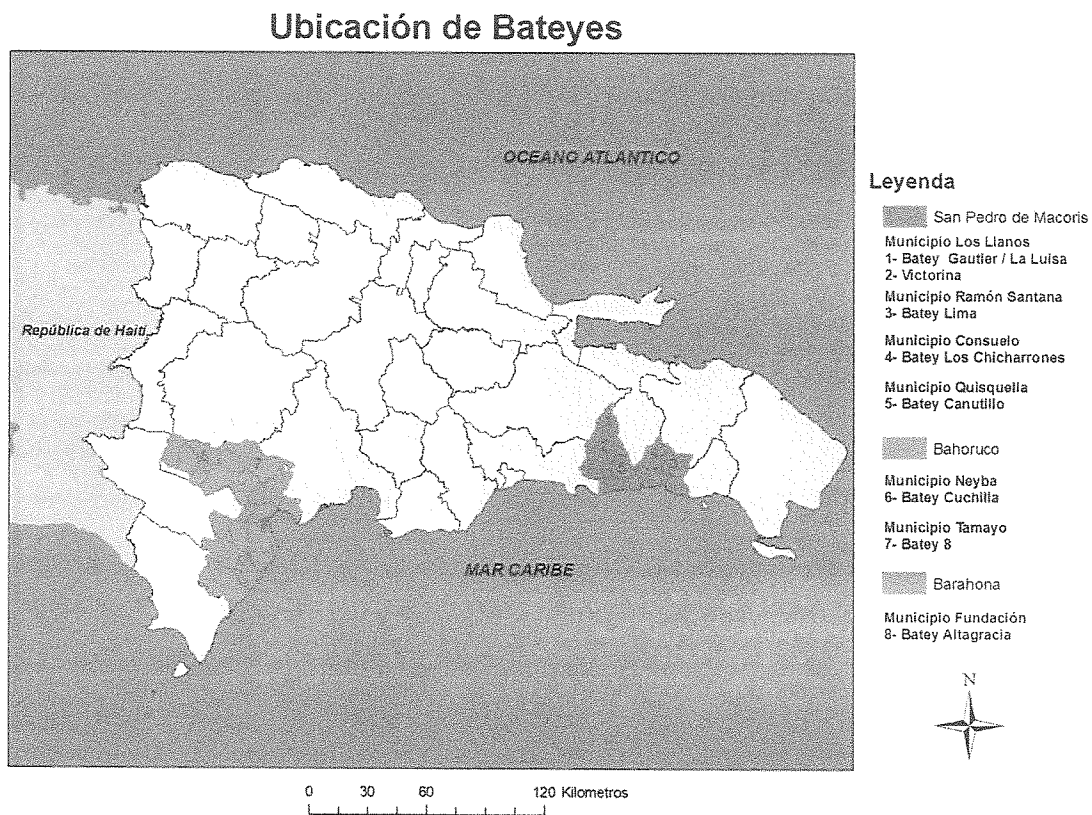 Ubicación de Bateyes
OCEANO ATLANTICO
República de Haití
MAR CARIBE
Leyenda
San Pedro de Macoris
Municipio Los Llanos
1- Batey Gautier / La Luisa
2- Victorina
Municipio Ramón Santana
3- Batey Lima
Municipio Consuelo
4- Batey Los Chicharrones
Municipio Quisquella
5- Batey Canutillo
Bahoruco
Municipio Neyba
6- Batey Cuchilla
Municipio Tamayo
7- Batey 8
Barahona
Municipio Fundación
8- Batey Altagracia
N
0 30 60 120 Kilometros